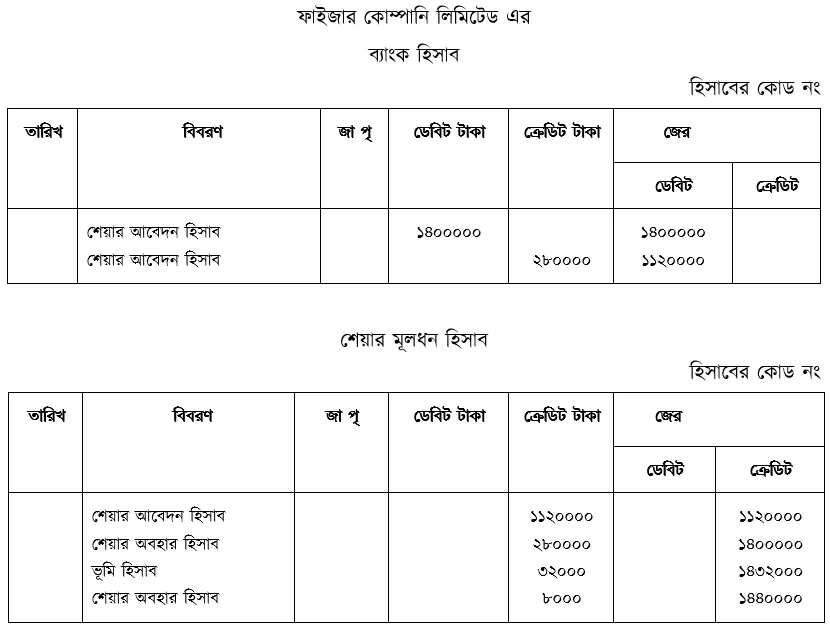 ফাইজার কোম্পানি লিমিটেড এর
ব্যাংক হিসাব
হিসাবের কোড নং
তারিখ বিবরণ জা পৃ ডেবিট টাকা ক্রেডিট টাকা জের
ডেবিট ক্রেডিট
শেয়ার আবেদন হিসাব ১৪০০০০০ ১৪০০০০০
শেয়ার আবেদন হিসাব ২৮০০০০ ১১২০০০০
শেয়ার মূলধন হিসাব
হিসাবের কোড নং
তারিখ বিবরণ জা পৃ ডেবিট টাকা ক্রেডিট টাকা জের
ডেবিট ক্রেডিট
শেয়ার আবেদন হিসাব ১১২০০০০ ১১২০০০০
শেয়ার অবহার হিসাব ২৮০০০০ ১৪০০০০০
ভূমি হিসাব ৩২০০০ ১৪৩২০০০
শেয়ার অবহার হিসাব ৮০০০ ১৪৪০০০০